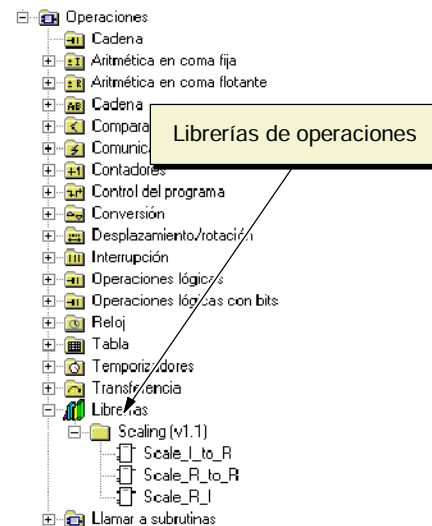 Operaciones
Cadena
Aritmética en coma fija
Aritmética en coma flotante
Cadena
Compara
Librerías de operaciones
Comunica
Contadores
Control del programa
Conversión
Desplazamiento/rotación
Interrupción
Operaciones lógicas
Operaciones lógicas con bits
Reloj
Tabla
Temporizadores
Transferencia
Librerías
Scaling (v1.1)
Scale_I_to_R
Scale_R_to_R
Scale_R_I
Llamar a subrutinas